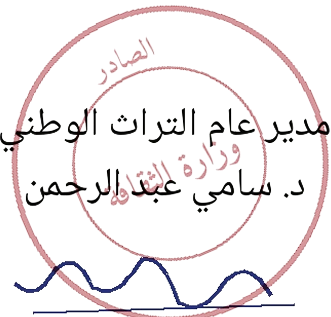 الصادر
مدير عام التراث الوطني
وزارة الثقافة
د. سامي عبد الرحمن